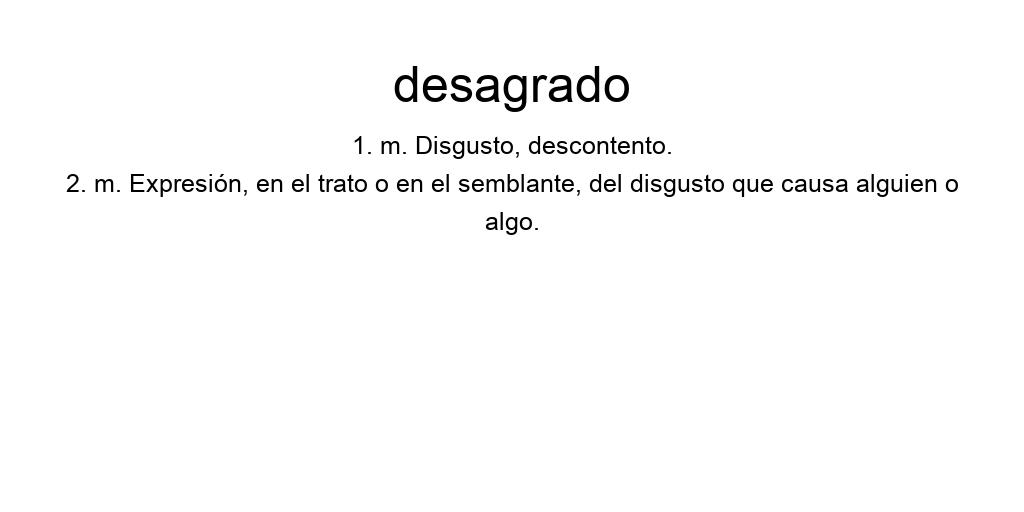 desagrado
1. m. Disgusto, descontento.
2. m. Expresión, en el trato o en el semblante, del disgusto que causa alguien o
algo.